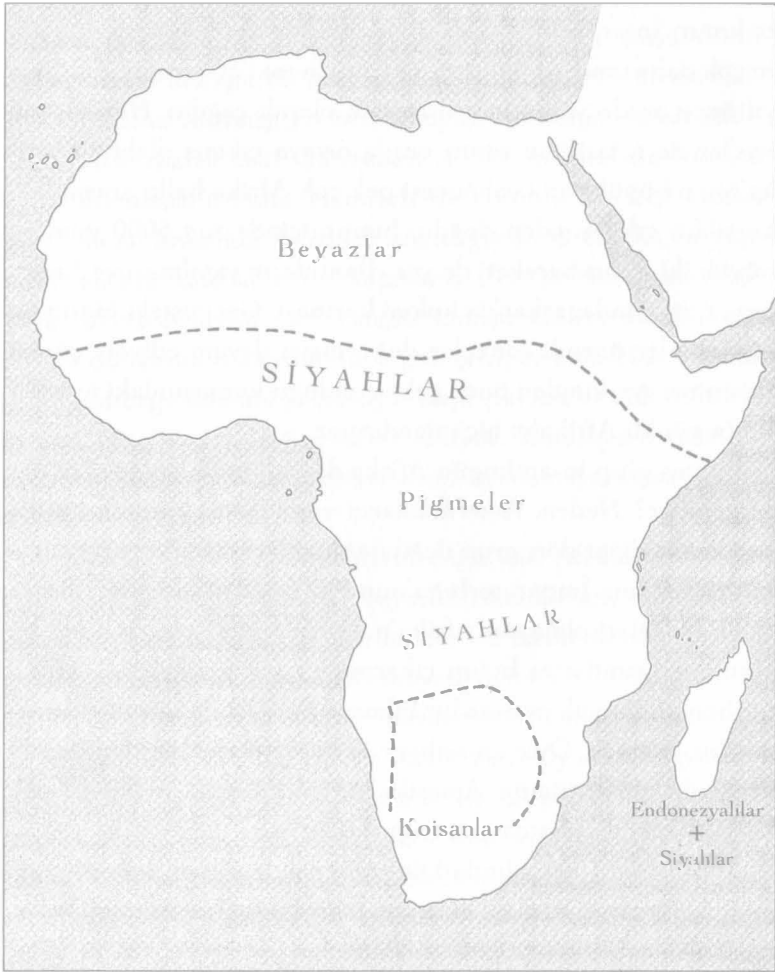 Beyazlar
SİYAHLAR
Pigmeler
SİYAHLAR
Koisanlar
Endonezyalılar
+
Siyahlar